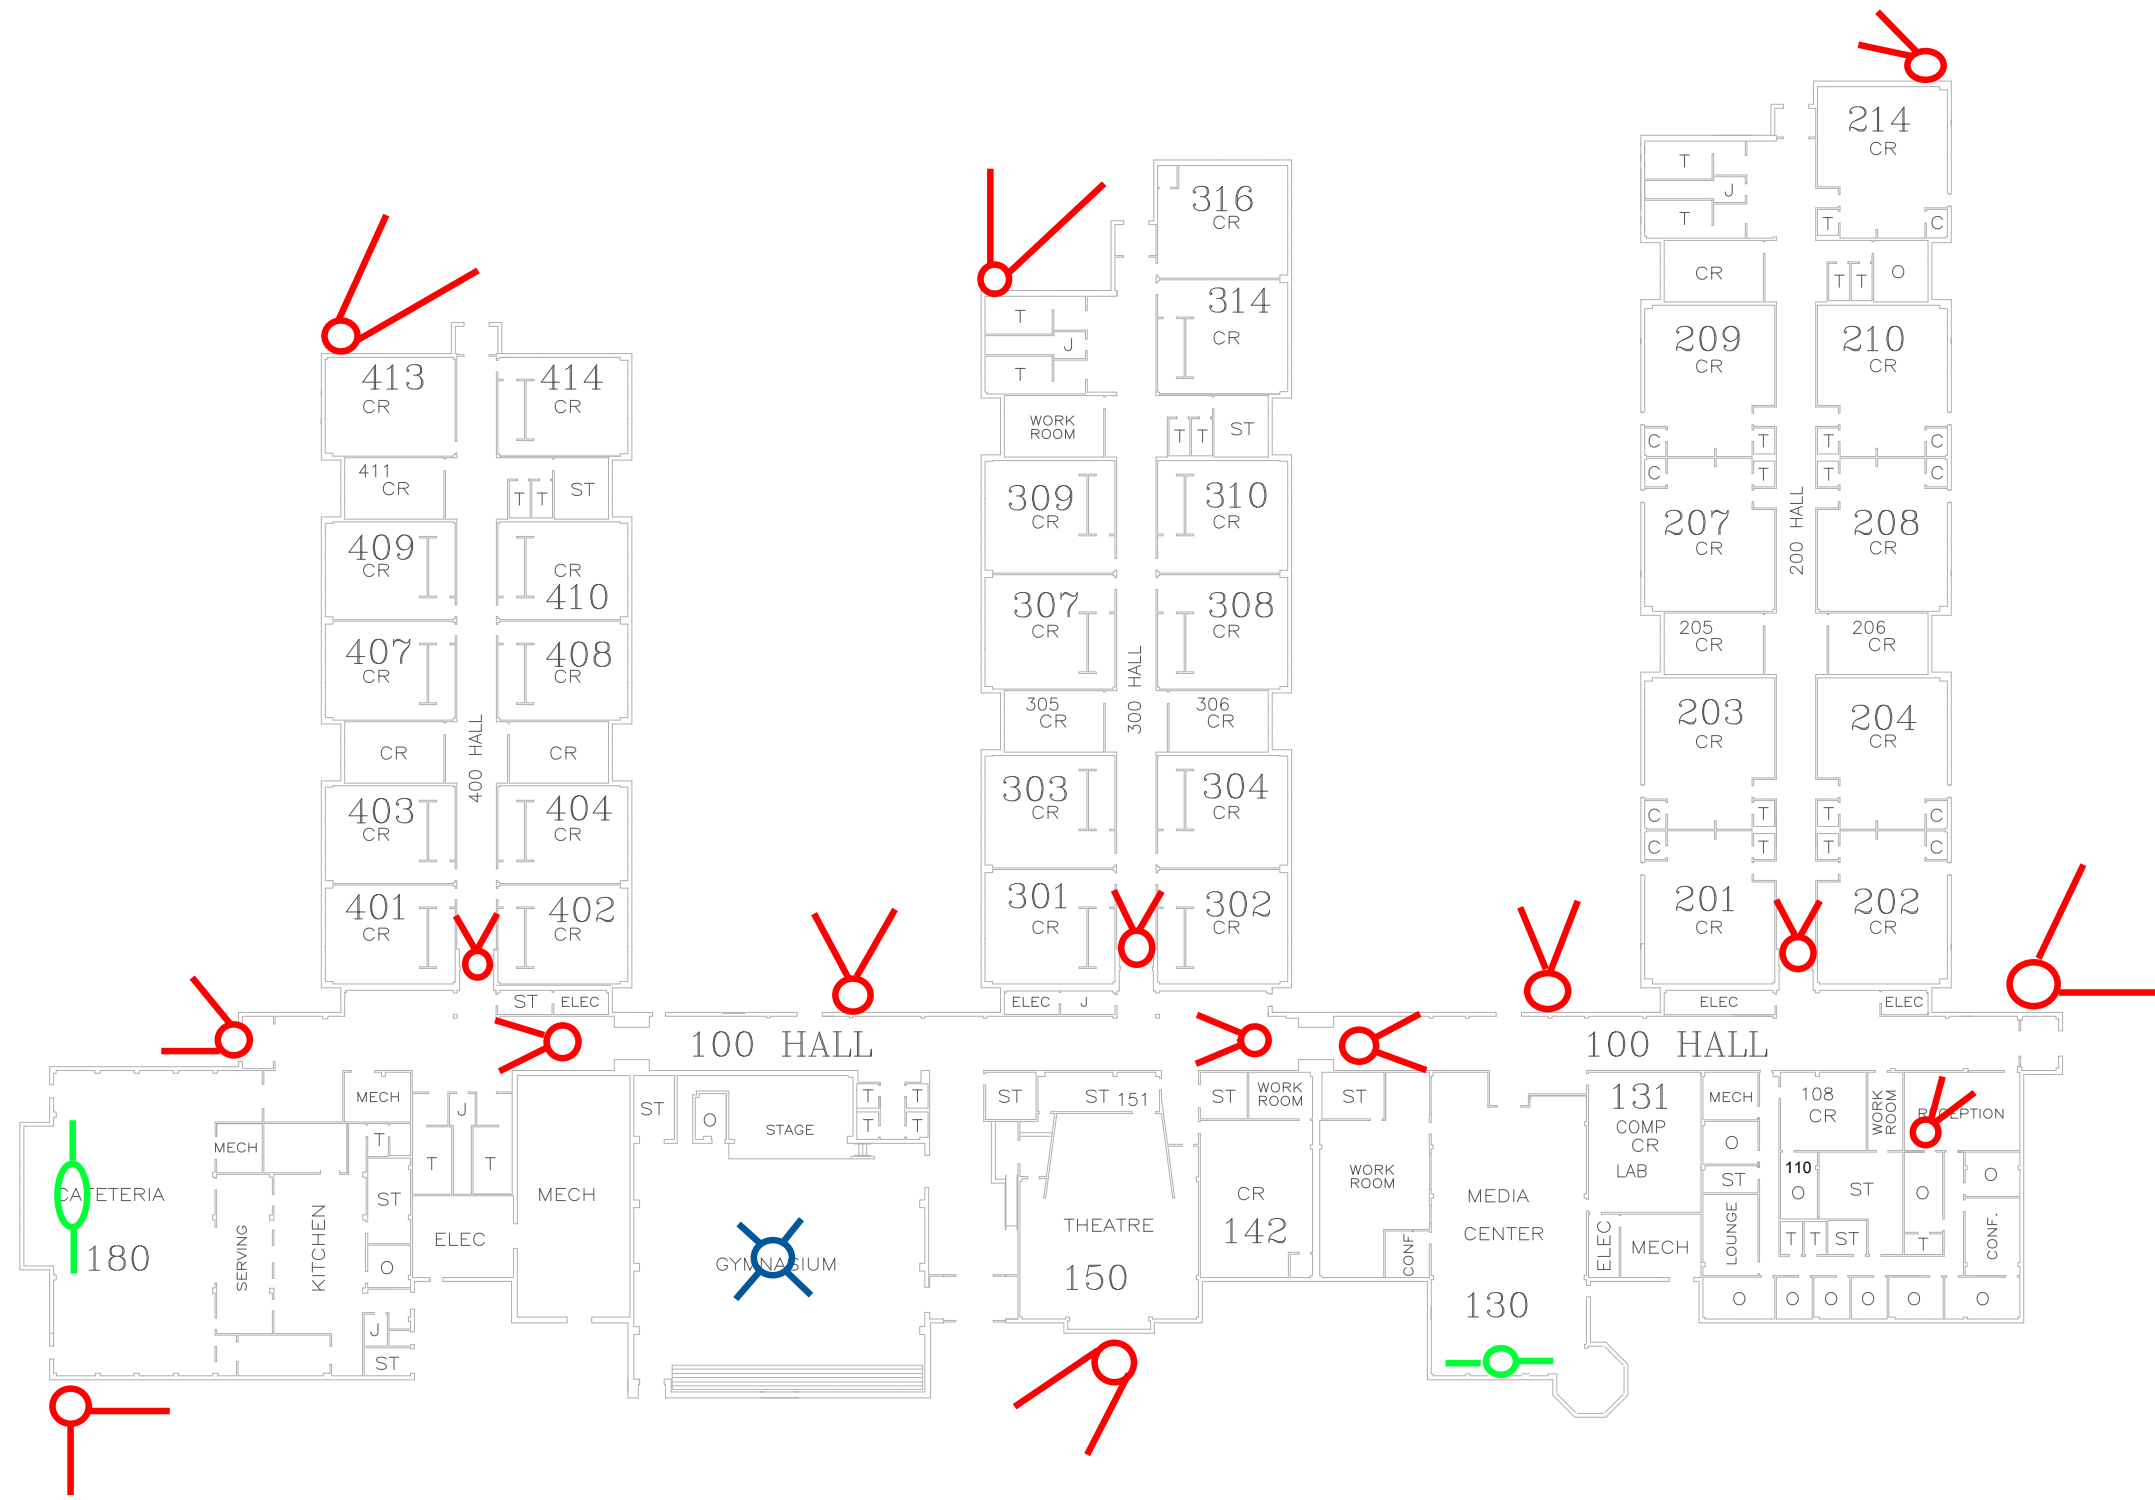 214
CR
T
J
T
T
C
316
CR
CR
T
T
O
314
CR
T
J
T
209
CR
210
CR
413
CR
414
CR
WORK
ROOM
T
T
ST
C
T
T
C
C
T
T
C
411
CR
T
T
ST
309
CR
310
CR
207
CR
200 HALL
208
CR
409
CR
CR
410
307
CR
308
CR
205
CR
206
CR
407
CR
408
CR
300 HALL
305
CR
306
CR
203
CR
204
CR
CR
400 HALL
CR
303
CR
304
CR
403
CR
404
CR
C
T
T
C
C
T
T
C
401
CR
402
CR
301
CR
302
CR
201
CR
202
CR
ST
ELEC
ELEC
J
ELEC
ELEC
100 HALL
100 HALL
MECH
J
ST
O
STAGE
T
T
T
T
ST
ST 151
ST
WORK
ROOM
ST
131
COMP
CR
LAB
MECH
108
CR
WORK
ROOM
RECEPTION
MECH
T
T
T
O
110
O
ST
O
O
CAFETERIA
180
SERVING
KITCHEN
ST
O
ELEC
MECH
GYMNASIUM
THEATRE
150
CR
142
WORK
ROOM
CONF.
MEDIA
CENTER
130
ELEC
MECH
ST
LOUNGE
T
T
ST
T
CONF.
J
ST
O
O
O
O
O
O